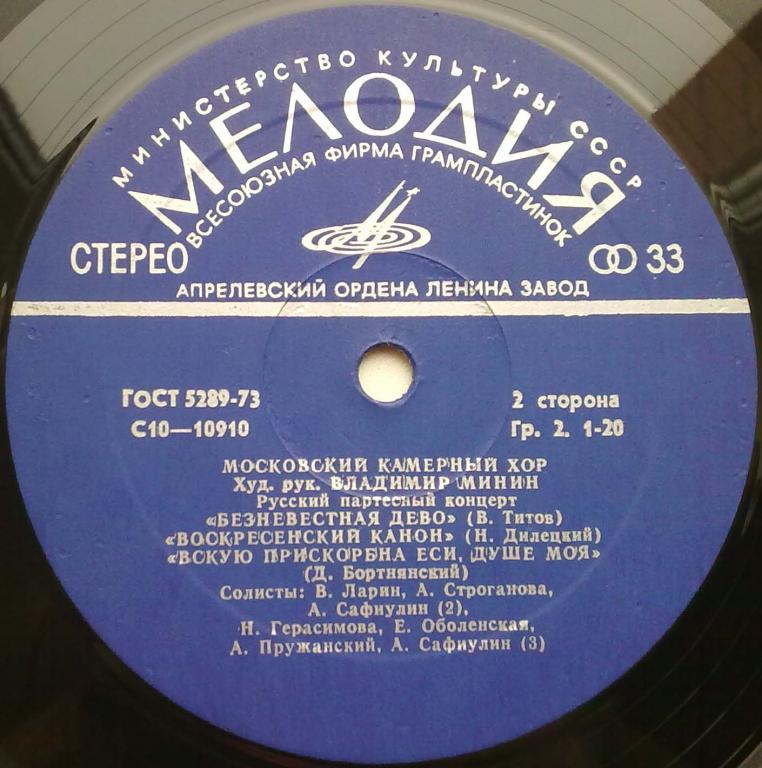 МИНИСТЕРСТВО КУЛЬТУРЫ СССР
МЕЛОДИЯ
ВСЕСОЮЗНАЯ ФИРМА ГРАМПЛАСТИНОК
СТЕРЕО
33
АПРЕЛЕВСКИЙ ОРДЕНА ЛЕНИНА ЗАВОД
ГОСТ 5289-73
2 сторона
С10—10910
Гр. 2. 1-20
МОСКОВСКИЙ КАМЕРНЫЙ ХОР
Худ. рук. ВЛАДИМИР МИНИН
Русский партесный концерт
«БЕЗНЕВЕСТНАЯ ДЕВО» (В. Титов)
«ВОСКРЕСЕНСКИЙ КАНОН» (Н. Дилецкий)
«ВСКУЮ ПРИСКОРБНА ЕСИ, ДУШЕ МОЯ»
(Д. Бортнянский)
Солисты: В. Ларин, А. Строганова,
А. Сафиулин (2),
Н. Герасимова, Е. Оболенская,
А. Пружанский, А. Сафиулин (3)